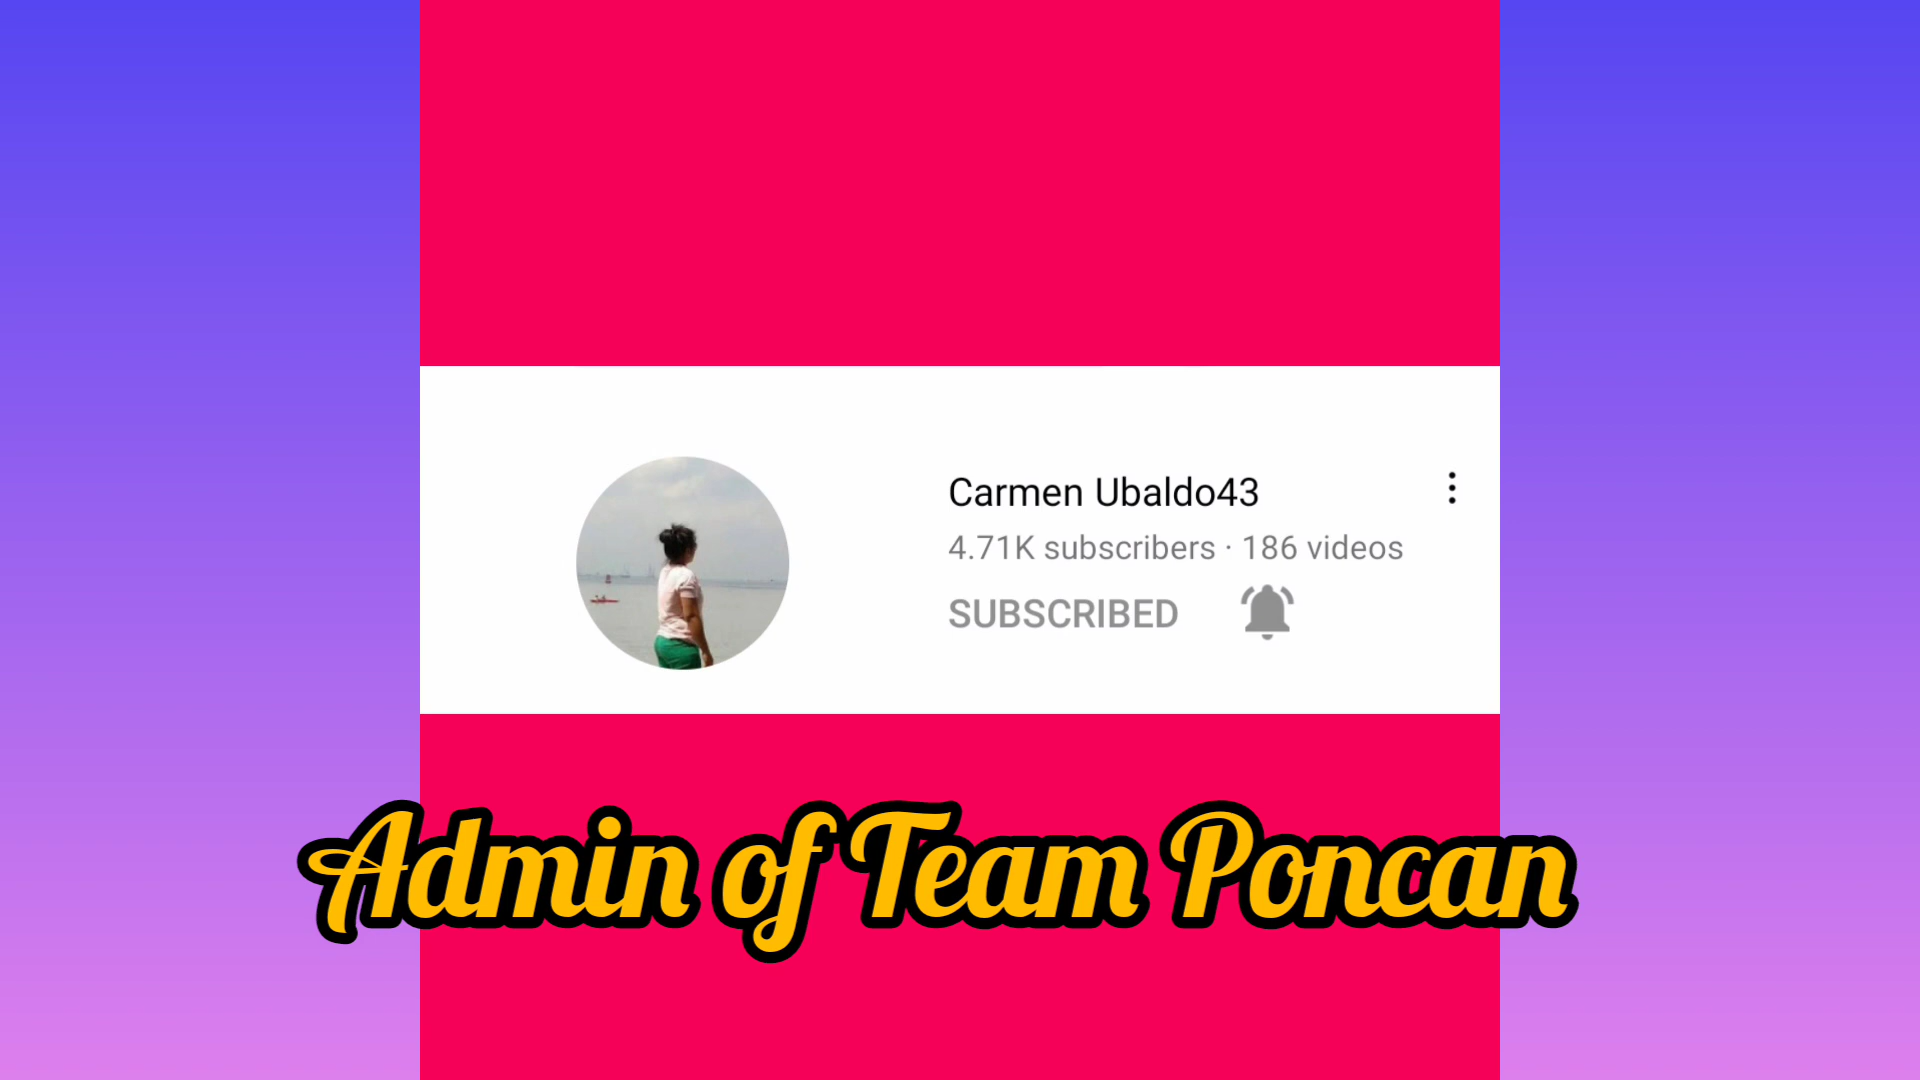 Carmen Ubaldo43
4.71K subscribers · 186 videos
SUBSCRIBED
Admin of Team Poncan